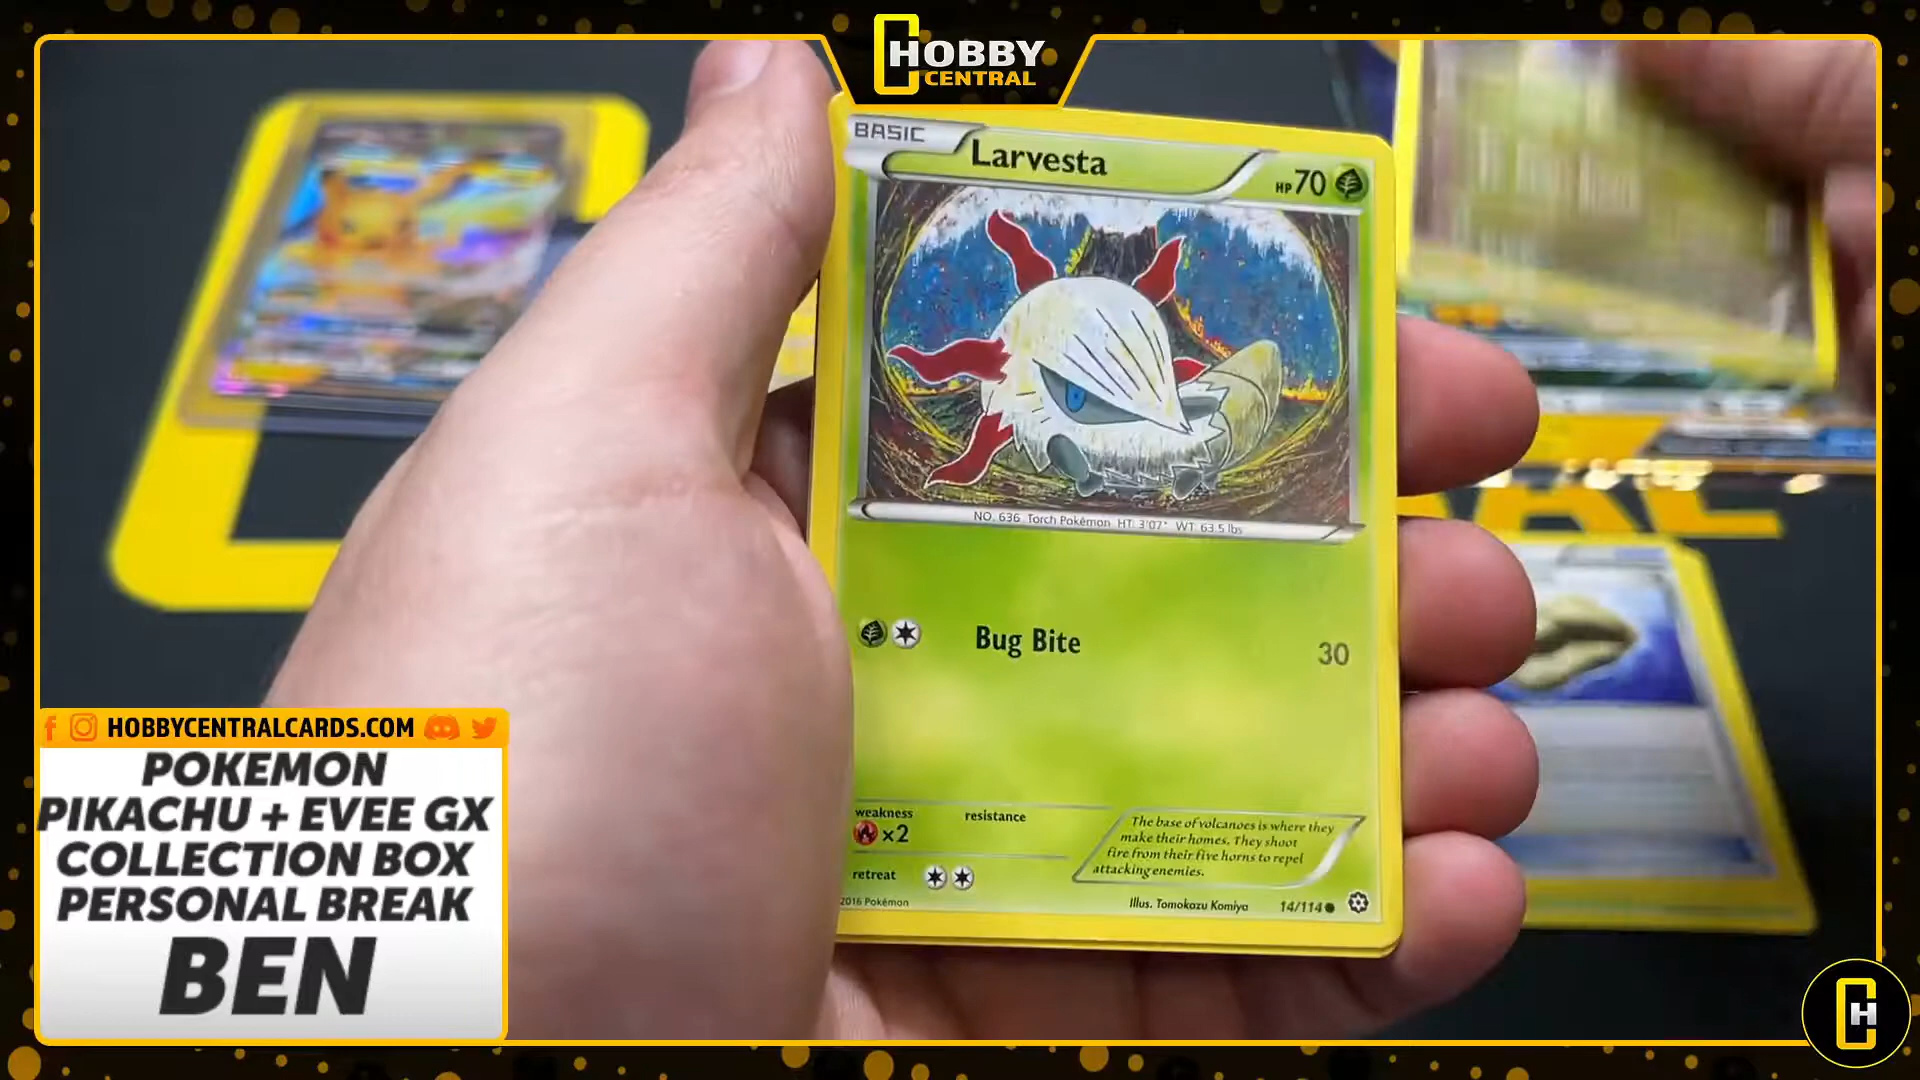 HOBBY
CENTRAL
BASIC
Larvesta
HP70
NO. 636 Torch Pokémon HT: 3'07" WT: 63.5 lbs
Bug Bite
30
weakness
resistance
x2
The base of volcanoes is where they
make their homes. They shoot
fire from their five horns to repel
attacking enemies.
retreat
2016 Pokémon
Illus. Tomokazu Komiya
14/114
HOBBYCENTRALCARDS.COM
POKEMON
PIKACHU + EVEE GX
COLLECTION BOX
PERSONAL BREAK
BEN
CH